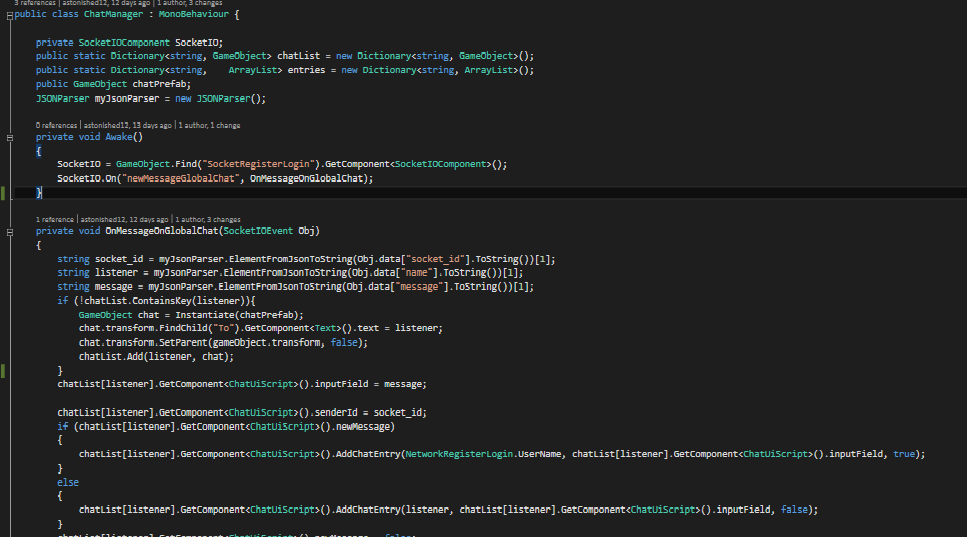 3 references | astonished12, 12 days ago | 1 author, 3 changes
public class ChatManager : MonoBehaviour {
private SocketIOComponent SocketIO;
public static Dictionary<string, GameObject> chatList = new Dictionary<string, GameObject>();
public static Dictionary<string,    ArrayList> entries = new Dictionary<string, ArrayList>();
public GameObject chatPrefab;
JSONParser myJsonParser = new JSONParser();
0 references | astonished12, 13 days ago | 1 author, 1 change
private void Awake()
{
SocketIO = GameObject.Find("SocketRegisterLogin").GetComponent<SocketIOComponent>();
SocketIO.On("newMessageGlobalChat", OnMessageOnGlobalChat);
}
1 reference | astonished12, 12 days ago | 1 author, 3 changes
private void OnMessageOnGlobalChat(SocketIOEvent Obj)
{
string socket_id = myJsonParser.ElementFromJsonToString(Obj.data["socket_id"].ToString())[1];
string listener = myJsonParser.ElementFromJsonToString(Obj.data["name"].ToString())[1];
string message = myJsonParser.ElementFromJsonToString(Obj.data["message"].ToString())[1];
if (!chatList.ContainsKey(listener)){
GameObject chat = Instantiate(chatPrefab);
chat.transform.FindChild("To").GetComponent<Text>().text = listener;
chat.transform.SetParent(gameObject.transform, false);
chatList.Add(listener, chat);
}
chatList[listener].GetComponent<ChatUiScript>().inputField = message;
chatList[listener].GetComponent<ChatUiScript>().senderId = socket_id;
if (chatList[listener].GetComponent<ChatUiScript>().newMessage)
{
chatList[listener].GetComponent<ChatUiScript>().AddChatEntry(NetworkRegisterLogin.UserName, chatList[listener].GetComponent<ChatUiScript>().inputField, true);
}
else
{
chatList[listener].GetComponent<ChatUiScript>().AddChatEntry(listener, chatList[listener].GetComponent<ChatUiScript>().inputField, false);
}